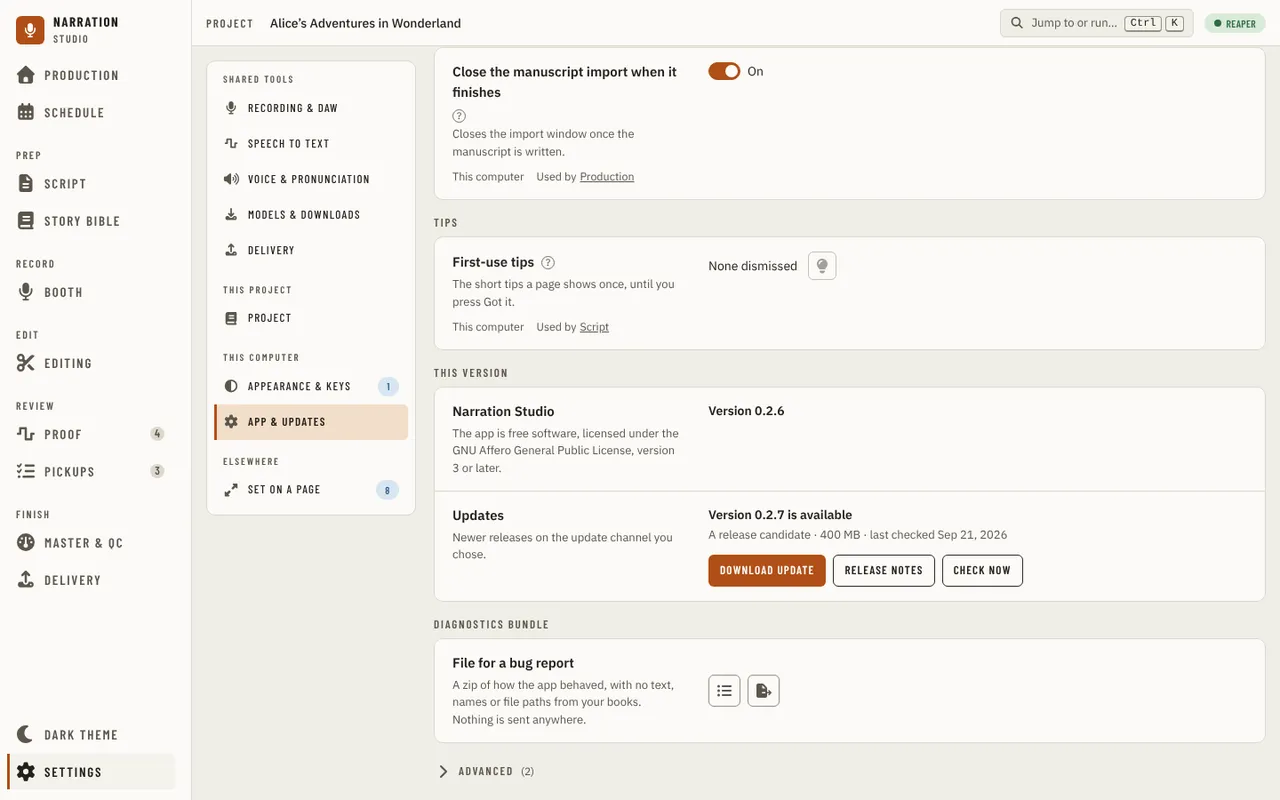 NARRATION
STUDIO
PRODUCTION
SCHEDULE
PREP
SCRIPT
STORY BIBLE
RECORD
BOOTH
EDIT
EDITING
REVIEW
PROOF 4
PICKUPS 3
FINISH
MASTER & QC
DELIVERY
DARK THEME
SETTINGS
PROJECT Alice’s Adventures in Wonderland
Jump to or run... Ctrl K
REAPER
SHARED TOOLS
RECORDING & DAW
SPEECH TO TEXT
VOICE & PRONUNCIATION
MODELS & DOWNLOADS
DELIVERY
THIS PROJECT
PROJECT
THIS COMPUTER
APPEARANCE & KEYS 1
APP & UPDATES
ELSEWHERE
SET ON A PAGE 8
Close the manuscript import when it
finishes
?
On
Closes the import window once the
manuscript is written.
This computer Used by Production
TIPS
First-use tips ?
None dismissed
The short tips a page shows once, until you
press Got it.
This computer Used by Script
THIS VERSION
Narration Studio
Version 0.2.6
The app is free software, licensed under the
GNU Affero General Public License, version
3 or later.
Updates
Newer releases on the update channel you
chose.
Version 0.2.7 is available
A release candidate · 400 MB · last checked Sep 21, 2026
DOWNLOAD UPDATE RELEASE NOTES CHECK NOW
DIAGNOSTICS BUNDLE
File for a bug report
A zip of how the app behaved, with no text,
names or file paths from your books.
Nothing is sent anywhere.
ADVANCED (2)